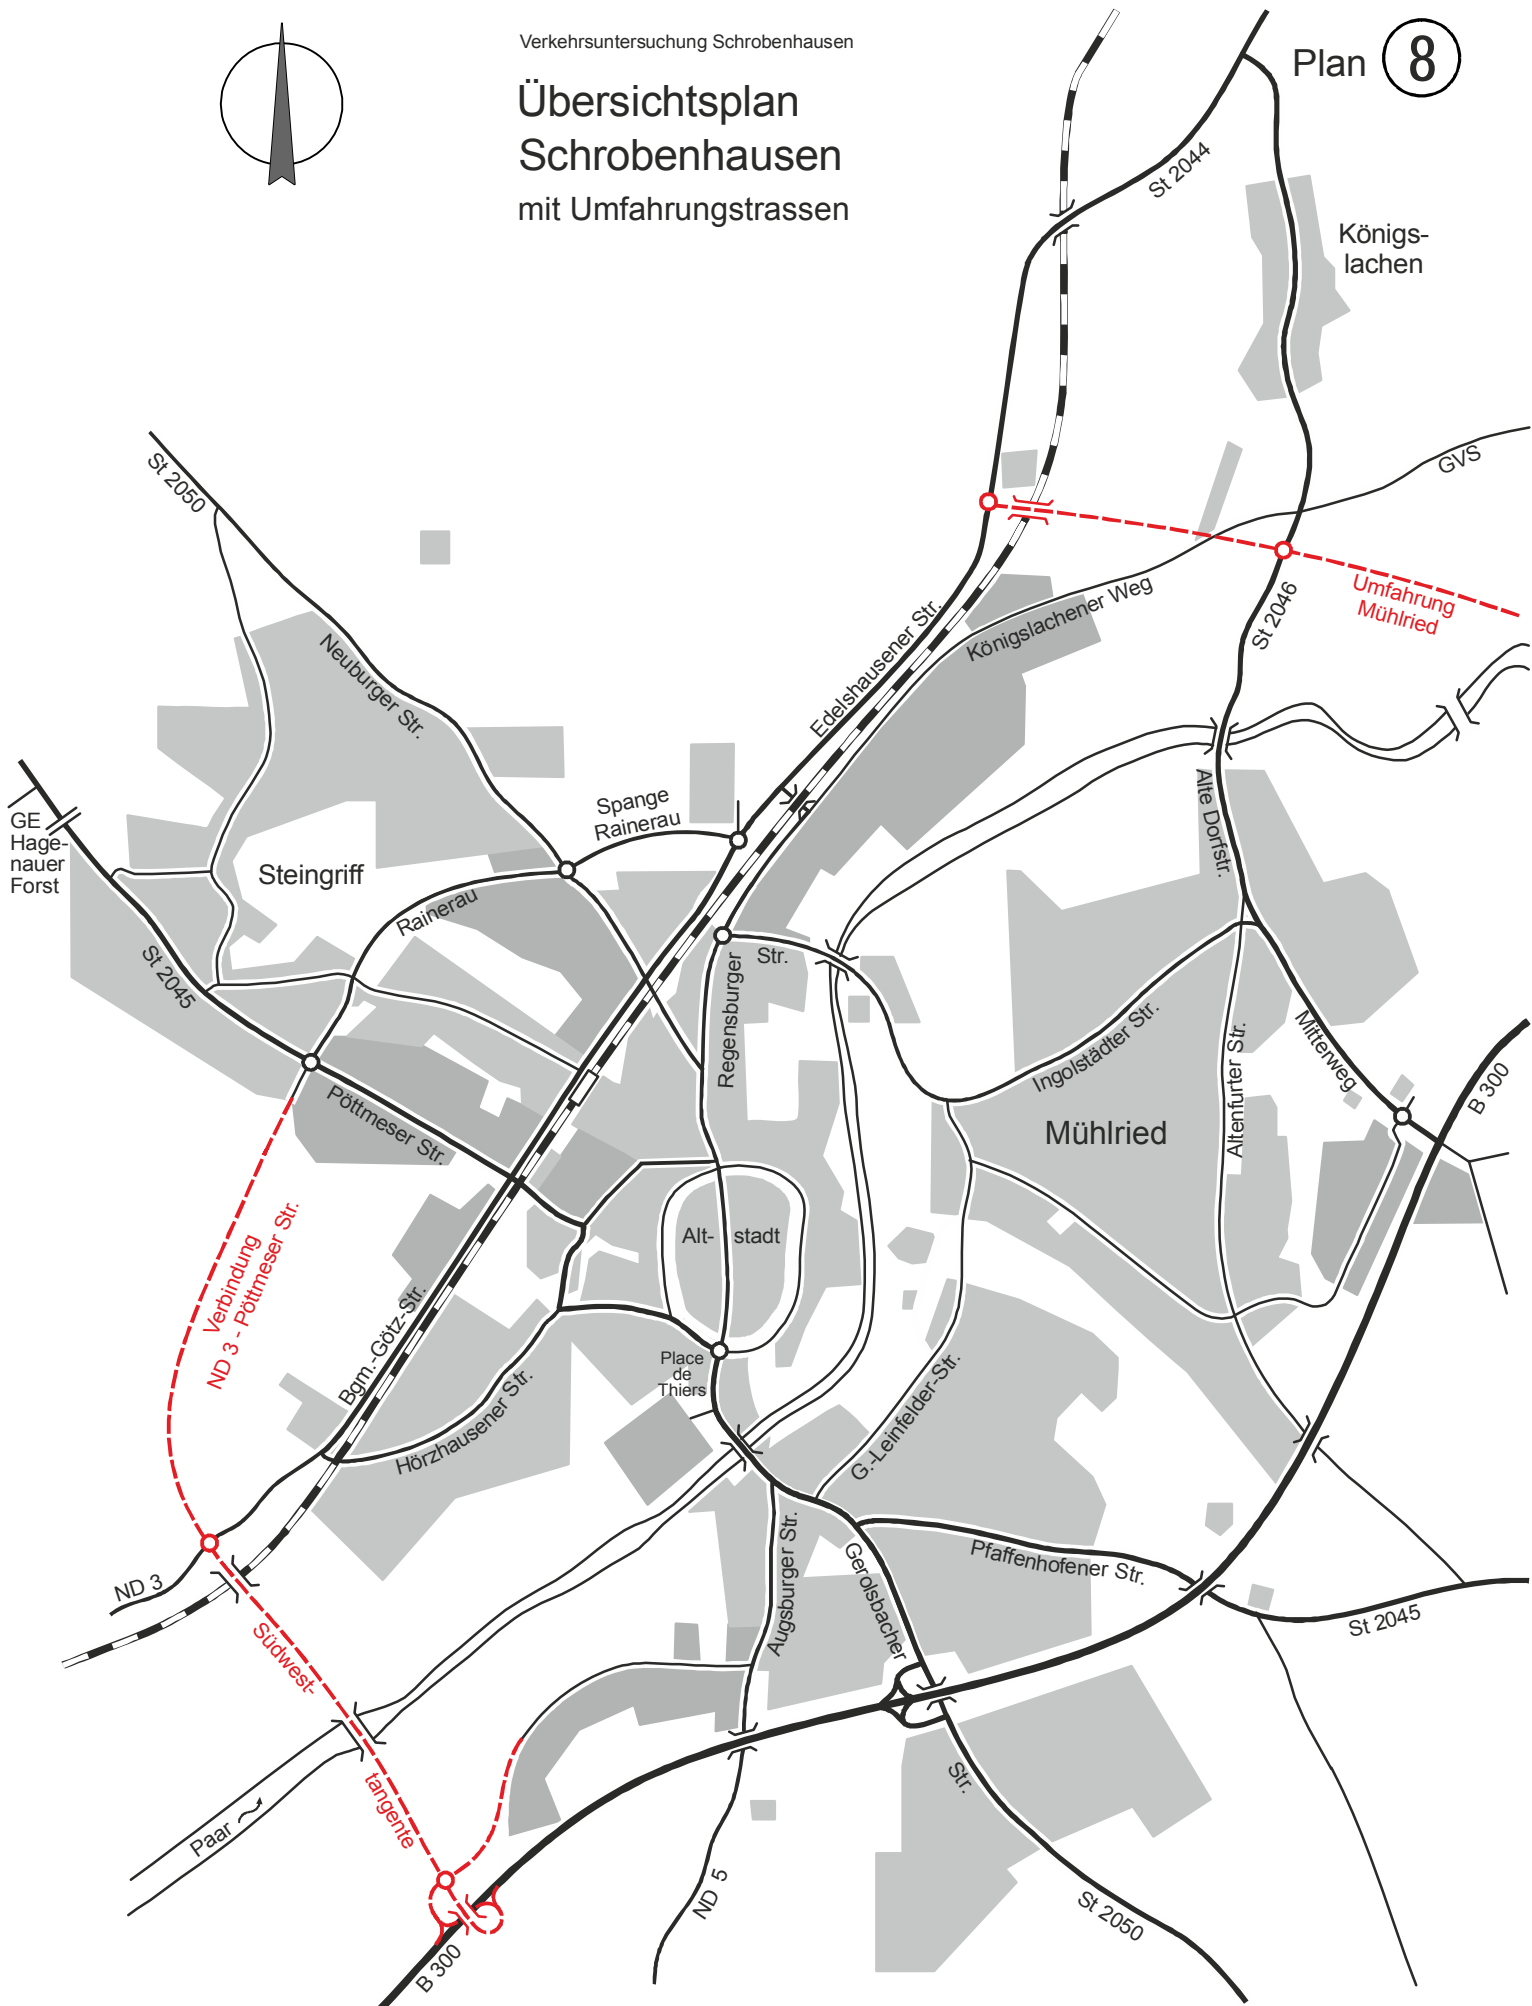 Verkehrsuntersuchung Schrobenhausen
Übersichtsplan
Schrobenhausen
mit Umfahrungstrassen
Plan 8
St 2044
Königs-
lachen
GVS
St 2050
Umfahrung
Mühlried
Königslachener Weg
St 2046
Edelshausener Str.
Neuburger Str.
Alte Dorfstr.
Spange
Rainerau
GE
Hage-
nauer
Forst
Steingriff
Rainerau
St 2045
Str.
Regensburger
Ingolstädter Str.
Altenfurter Str.
Mitterweg
B 300
Mühlried
Pöttmeser Str.
Verbindung
ND 3 - Pöttmeser Str.
Alt-
stadt
Bgm.-Götz-Str.
Place
de
Thiers
Hörzhausener Str.
G.-Leinfelder-Str.
Augsburger Str.
Gerolsbacher
Pfaffenhofener Str.
ND 3
St 2045
Südwest-
tangente
Str.
Paar
ND 5
St 2050
B 300